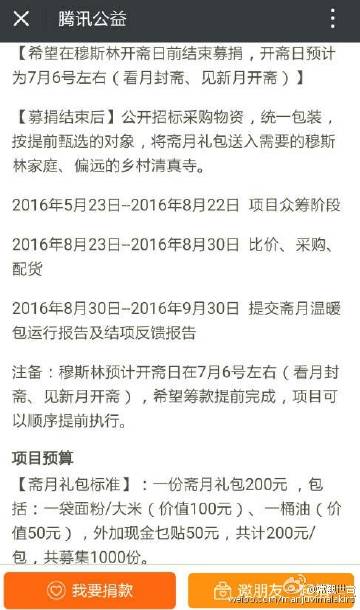 腾讯公益
【希望在穆斯林开斋日前结束募捐，开斋日预计
为7月6号左右（看月封斋、见新月开斋）】
【募捐结束后】公开招标采购物资，统一包装，
按提前甄选的对象，将斋月礼包送入需要的穆斯
林家庭、偏远的乡村清真寺。
2016年5月23日--2016年8月22日 项目众筹阶段
2016年8月23日--2016年8月30日 比价、采购、
配货
2016年8月30日--2016年9月30日 提交斋月温暖
包运行报告及结项反馈报告
注备：穆斯林预计开斋日在7月6号左右（看月封
斋、见新月开斋），希望筹款提前完成，项目可
以顺序提前执行。
项目预算
【斋月礼包标准】：一份斋月礼包200元 ，包
括：一袋面粉/大米（价值100元）、一桶油（价
值50元），外加现金乜贴50元，共计200元/
包，共募集1000份。
我要捐款
邀朋友一